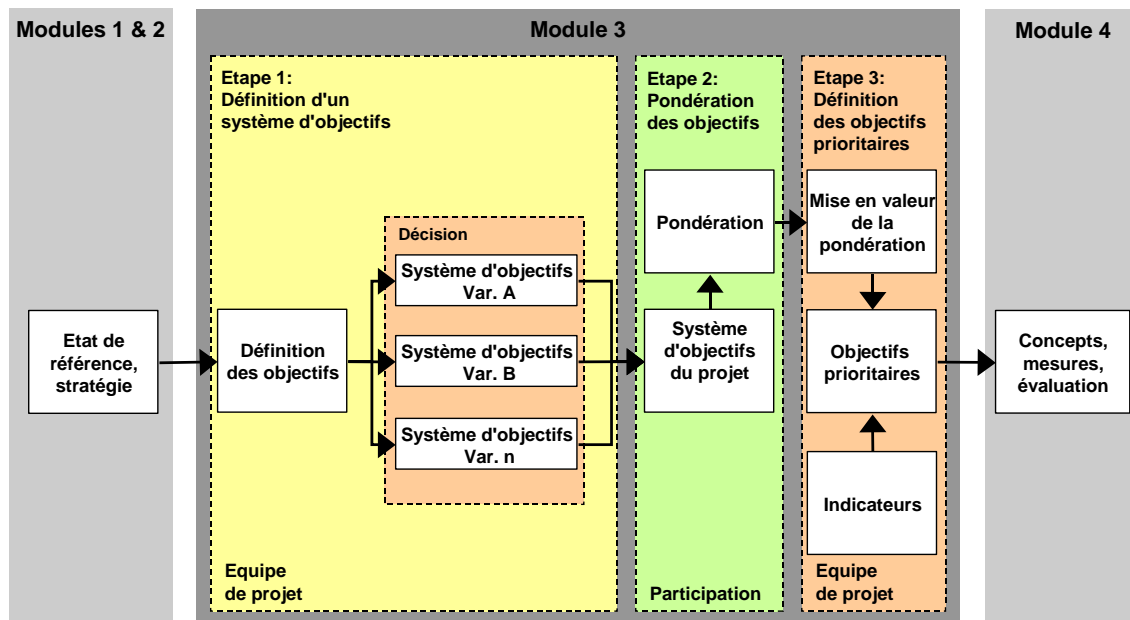 Modules 1 & 2
Module 3
Module 4
Etape 1:
Définition d'un
système d'objectifs
Etape 2:
Pondération
des objectifs
Etape 3:
Définition
des objectifs
prioritaires
Etat de
référence,
stratégie
Définition
des objectifs
Décision
Système d'objectifs
Var. A
Système d'objectifs
Var. B
Système d'objectifs
Var. n
Pondération
Système
d'objectifs
du projet
Mise en valeur
de la
pondération
Objectifs
prioritaires
Indicateurs
Concepts,
mesures,
évaluation
Equipe
de projet
Participation
Equipe
de projet